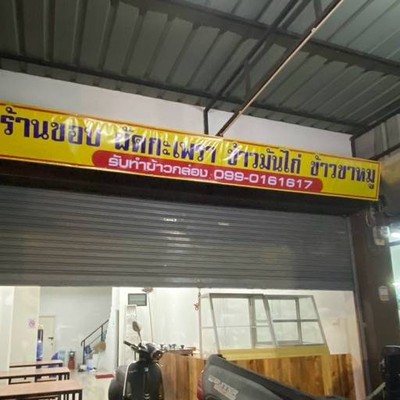 ร้านขอบ ผัดกะเพรา ข้าวมันไก่ ข้าวขาหมู
รับทำข้าวกล่อง 099-0161617